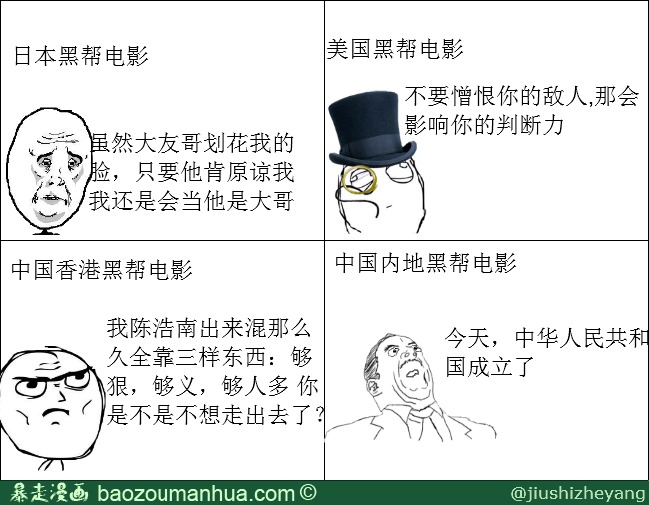 日本黑帮电影
虽然大友哥划花我的
脸，只要他肯原谅我
我还是会当他是大哥
美国黑帮电影
不要憎恨你的敌人,那会
影响你的判断力
中国香港黑帮电影
我陈浩南出来混那么
久全靠三样东西：够
狠，够义，够人多 你
是不是不想走出去了？
中国内地黑帮电影
今天，中华人民共和
国成立了
暴走漫画 baozoumanhua.com ©
@jiushizheyang